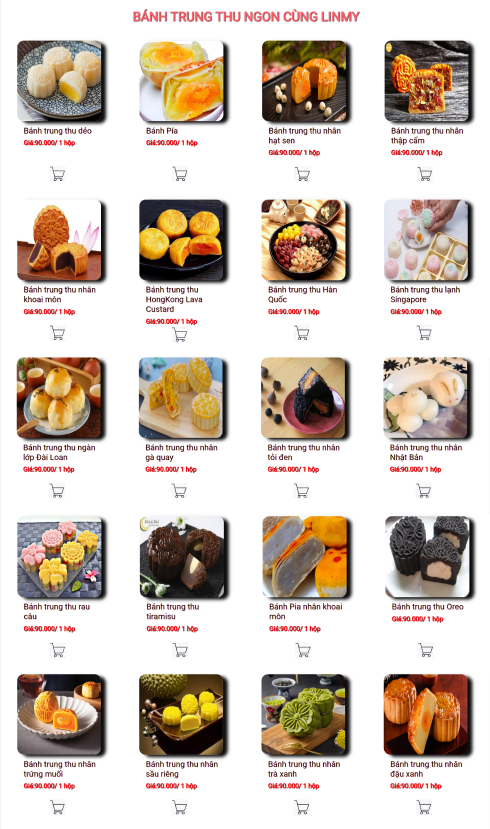 BÁNH TRUNG THU NGON CÙNG LINMY
Bánh trung thu dẻo
Giá:90.000/ 1 hộp
Bánh Pía
Giá:90.000/ 1 hộp
Bánh trung thu nhân
hạt sen
Giá:90.000/ 1 hộp
Bánh trung thu nhân
thập cẩm
Giá:90.000/ 1 hộp
Bánh trung thu nhân
khoai môn
Giá:90.000/ 1 hộp
Bánh trung thu
HongKong Lava
Custard
Giá:90.000/ 1 hộp
Bánh trung thu Hàn
Quốc
Giá:90.000/ 1 hộp
Bánh trung thu lạnh
Singapore
Giá:90.000/ 1 hộp
Bánh trung thu ngàn
lớp Đài Loan
Giá:90.000/ 1 hộp
Bánh trung thu nhân
gà quay
Giá:90.000/ 1 hộp
Bánh trung thu nhân
tỏi đen
Giá:90.000/ 1 hộp
Bánh trung thu nhân
Nhật Bản
Giá:90.000/ 1 hộp
Bánh trung thu rau
câu
Giá:90.000/ 1 hộp
Bánh trung thu
tiramisu
Giá:90.000/ 1 hộp
Bánh Pía nhân khoai
môn
Giá:90.000/ 1 hộp
Bánh trung thu Oreo
Giá:90.000/ 1 hộp
Bánh trung thu nhân
trứng muối
Giá:90.000/ 1 hộp
Bánh trung thu nhân
sầu riêng
Giá:90.000/ 1 hộp
Bánh trung thu nhân
trà xanh
Giá:90.000/ 1 hộp
Bánh trung thu nhân
đậu xanh
Giá:90.000/ 1 hộp